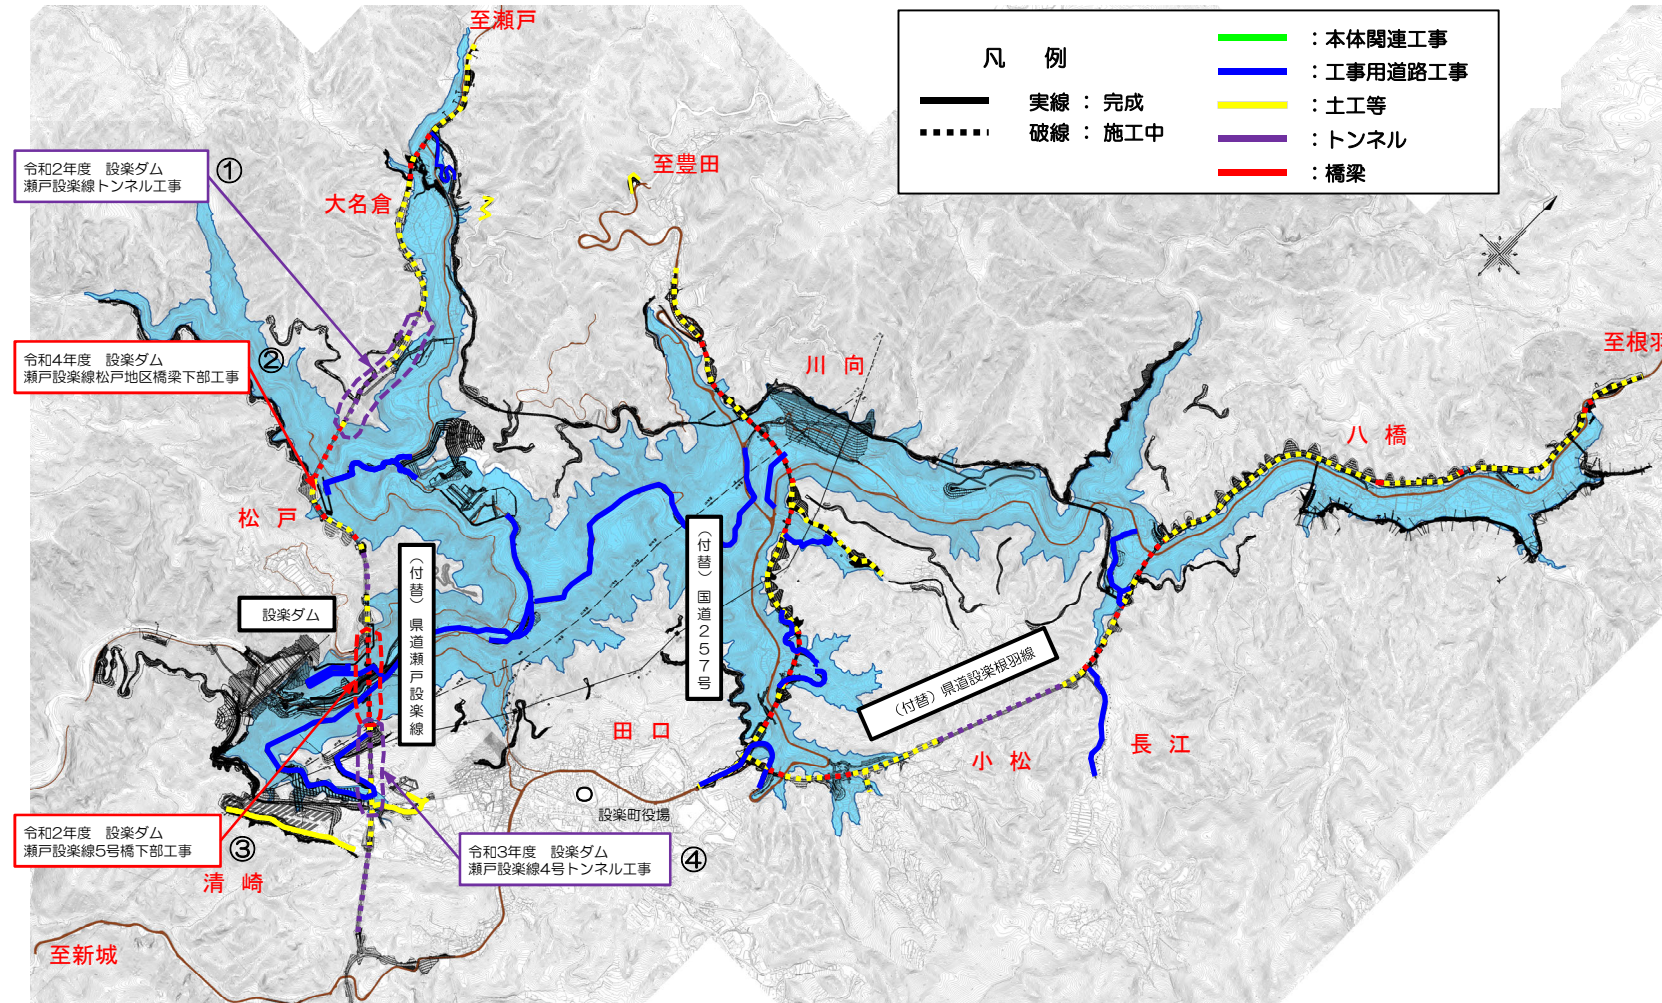 至瀬戸
凡 例
実線 ： 完成
破線 ： 施工中
：本体関連工事
：工事用道路工事
：土工等
：トンネル
：橋梁
令和2年度 設楽ダム
瀬戸設楽線トンネル工事
①
大名倉
至豊田
令和4年度 設楽ダム
瀬戸設楽線松戸地区橋梁下部工事
②
川向
至根羽
八橋
松戸
（付替）県道瀬戸設楽線
（付替）国道257号
設楽ダム
（付替）県道設楽根羽線
田口
小松
長江
設楽町役場
令和2年度 設楽ダム
瀬戸設楽線5号橋下部工事
③
令和3年度 設楽ダム
瀬戸設楽線4号トンネル工事
④
清崎
至新城